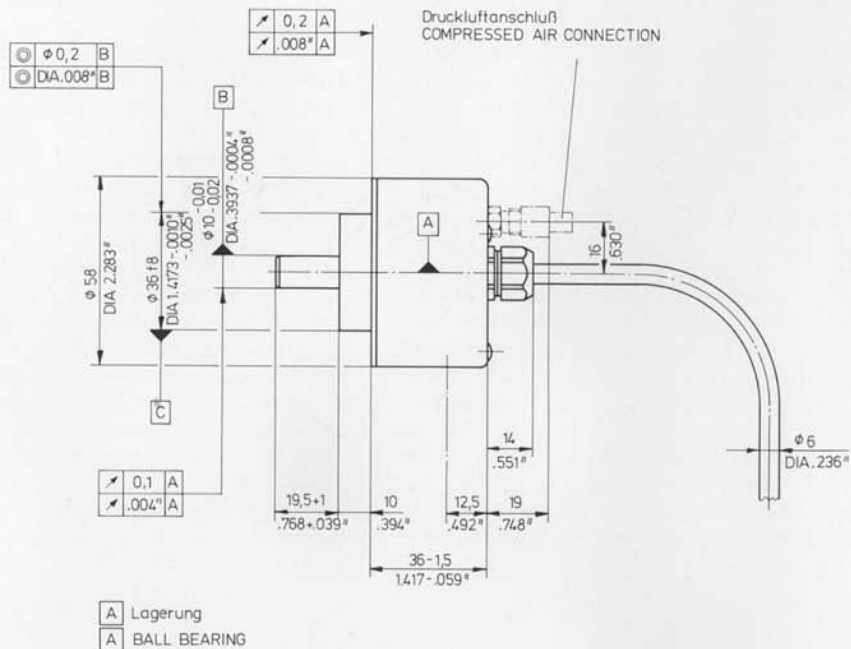 ↗ 0,2 A
↗ .008" A
Druckluftanschluß
COMPRESSED AIR CONNECTION
◎ ϕ 0,2 B
◎ DIA.008" B
B
A
C
ϕ 58
DIA 2.283"
ϕ 36 f8
DIA 1.4173 -.0010" -.0025"
ϕ 10 -0,01 -0,02
DIA.3937 -.0004" -.0008"
16
.630"
14
.551"
ϕ 6
DIA.236"
↗ 0,1 A
↗ .004" A
19,5+1
.768+.039"
10
.394"
12,5
.492"
19
.748"
36-1,5
1.417-.059"
A Lagerung
A BALL BEARING